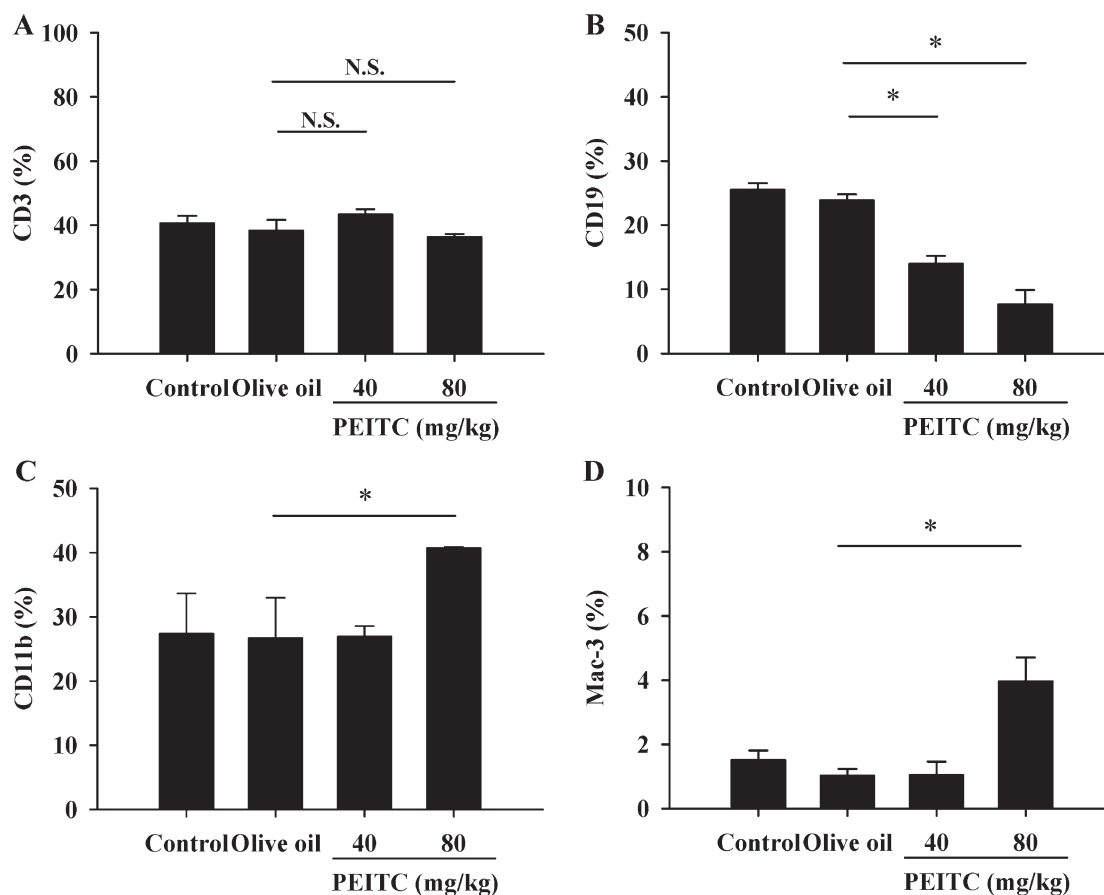 A
CD3 (%)
100
80
60
40
20
0
N.S.
N.S.
Control Olive oil 40 80
PEITC (mg/kg)
B
CD19 (%)
50
40
30
20
10
0
*
*
Control Olive oil 40 80
PEITC (mg/kg)
C
CD11b (%)
50
40
30
20
10
0
*
Control Olive oil 40 80
PEITC (mg/kg)
D
Mac-3 (%)
10
8
6
4
2
0
*
Control Olive oil 40 80
PEITC (mg/kg)